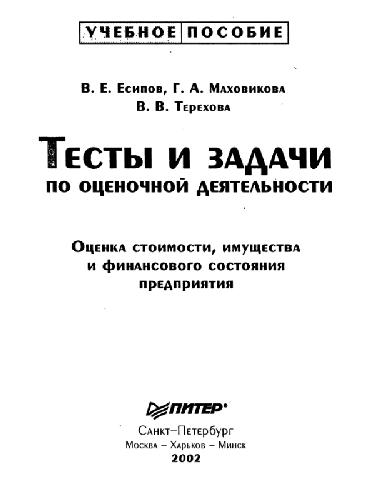 УЧЕБНОЕ ПОСОБИЕ
В. Е. Есипов, Г. А. Маховикова
В. В. Терехова
Тесты и задачи
по оценочной деятельности
Оценка стоимости, имущества
и финансового состояния
предприятия
ПИТЕР®
Санкт-Петербург
Москва – Харьков – Минск
2002